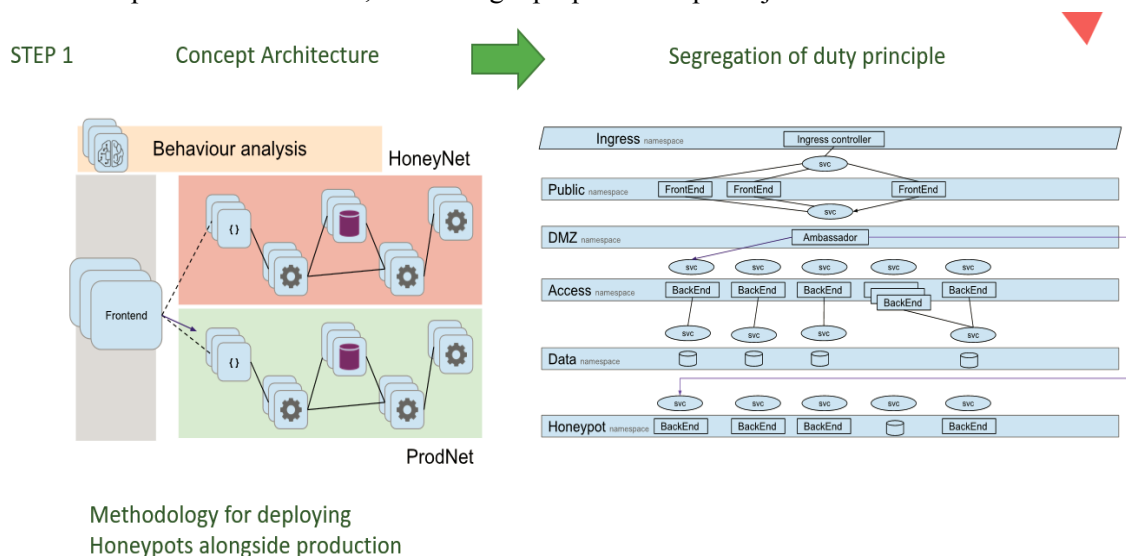 STEP 1
Concept Architecture
Segregation of duty principle
Behaviour analysis
HoneyNet
{ }
Frontend
{ }
ProdNet
Methodology for deploying
Honeypots alongside production
Ingress namespace
Ingress controller
svc
Public namespace
FrontEnd
FrontEnd
FrontEnd
svc
DMZ namespace
Ambassador
svc
svc
svc
svc
svc
Access namespace
BackEnd
BackEnd
BackEnd
BackEnd
BackEnd
svc
svc
svc
svc
Data namespace
svc
svc
svc
svc
svc
Honeypot namespace
BackEnd
BackEnd
BackEnd
BackEnd